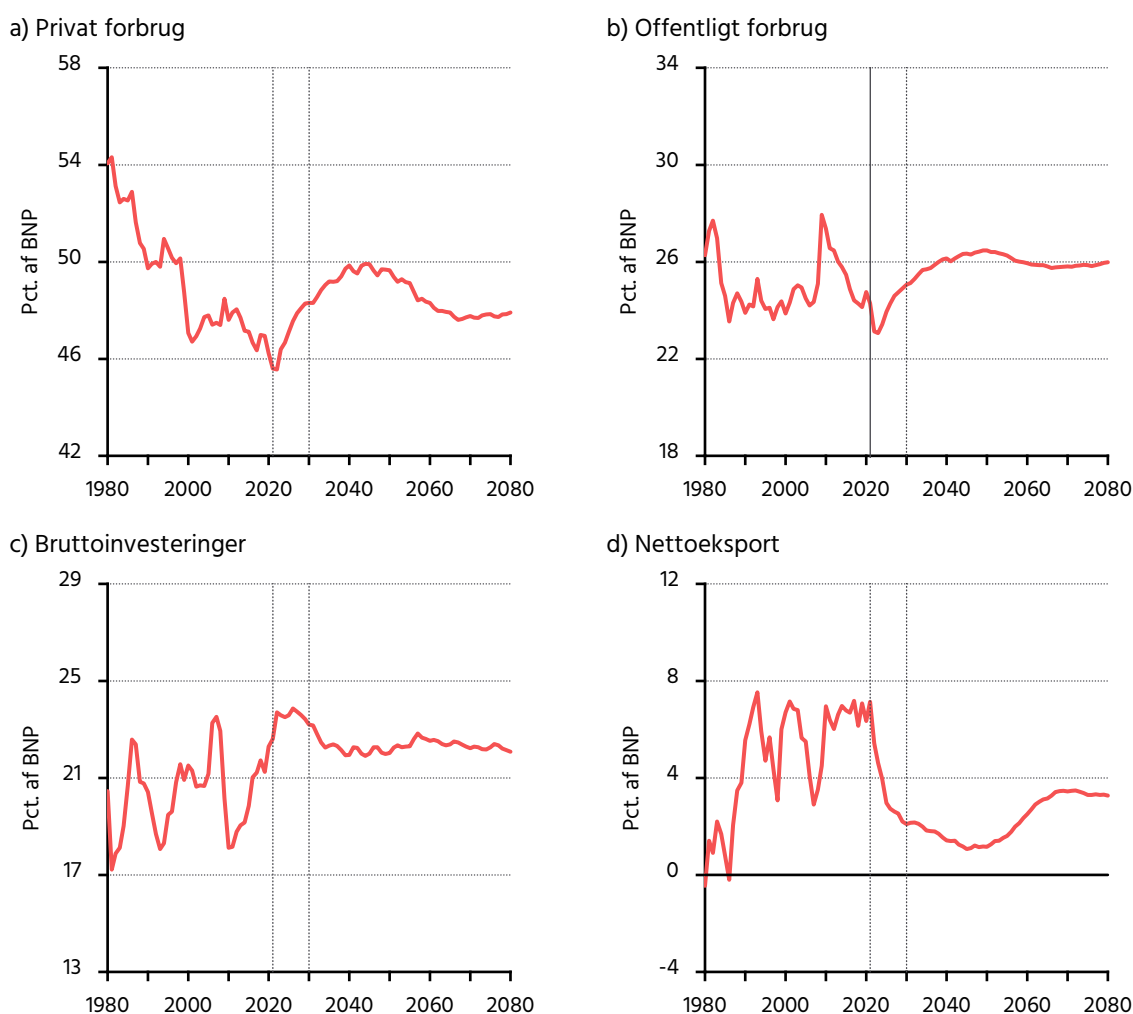 a) Privat forbrug
58
54
50
46
42
Pct. af BNP
1980 2000 2020 2040 2060 2080
b) Offentligt forbrug
34
30
26
22
18
Pct. af BNP
1980 2000 2020 2040 2060 2080
c) Bruttoinvesteringer
29
25
21
17
13
Pct. af BNP
1980 2000 2020 2040 2060 2080
d) Nettoeksport
12
8
4
0
-4
Pct. af BNP
1980 2000 2020 2040 2060 2080